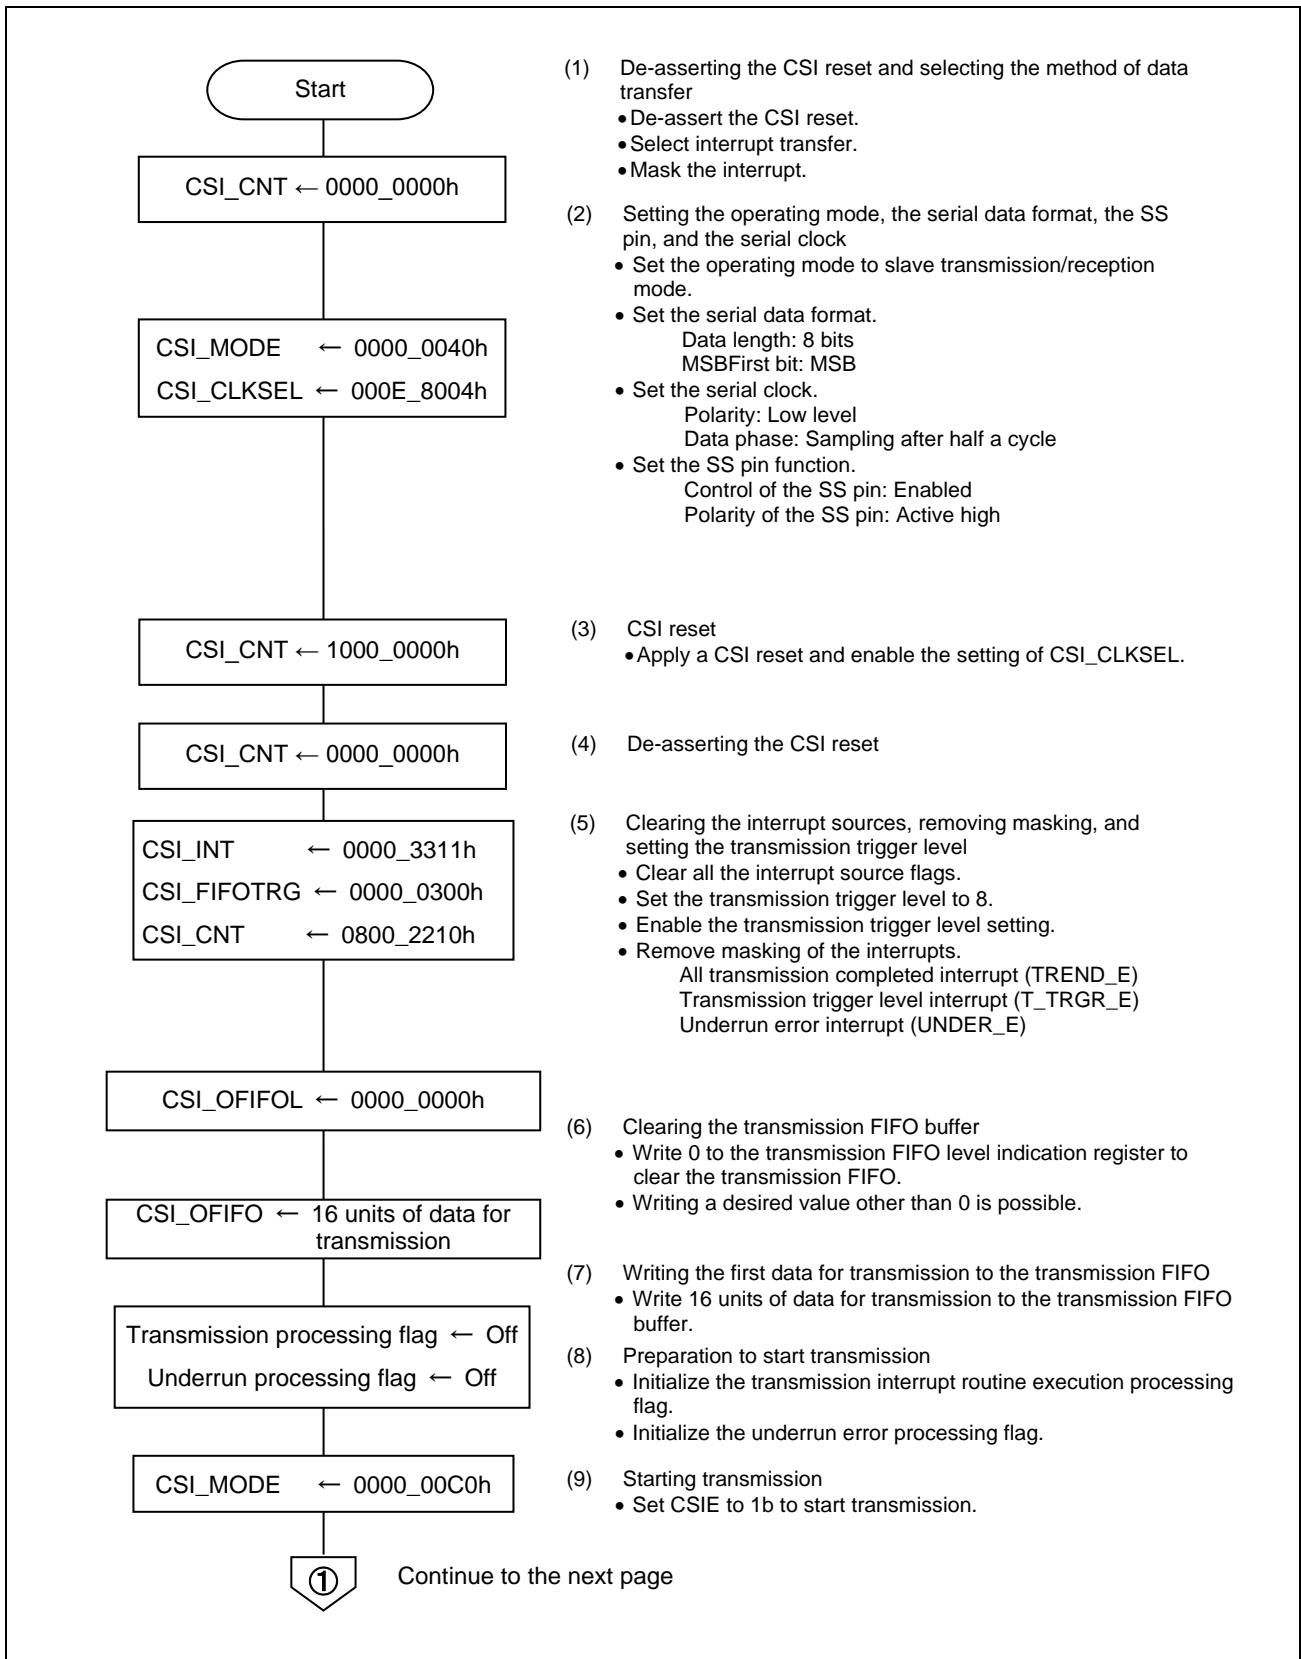 Start
CSI_CNT ← 0000_0000h
CSI_MODE ← 0000_0040h
CSI_CLKSEL ← 000E_8004h
CSI_CNT ← 1000_0000h
CSI_CNT ← 0000_0000h
CSI_INT ← 0000_3311h
CSI_FIFOTRG ← 0000_0300h
CSI_CNT ← 0800_2210h
CSI_OFIFOL ← 0000_0000h
CSI_OFIFO ← 16 units of data for
transmission
Transmission processing flag ← Off
Underrun processing flag ← Off
CSI_MODE ← 0000_00C0h
①
Continue to the next page
(1) De-asserting the CSI reset and selecting the method of data
transfer
• De-assert the CSI reset.
• Select interrupt transfer.
• Mask the interrupt.
(2) Setting the operating mode, the serial data format, the SS
pin, and the serial clock
• Set the operating mode to slave transmission/reception
mode.
• Set the serial data format.
Data length: 8 bits
MSBFirst bit: MSB
• Set the serial clock.
Polarity: Low level
Data phase: Sampling after half a cycle
• Set the SS pin function.
Control of the SS pin: Enabled
Polarity of the SS pin: Active high
(3) CSI reset
• Apply a CSI reset and enable the setting of CSI_CLKSEL.
(4) De-asserting the CSI reset
(5) Clearing the interrupt sources, removing masking, and
setting the transmission trigger level
• Clear all the interrupt source flags.
• Set the transmission trigger level to 8.
• Enable the transmission trigger level setting.
• Remove masking of the interrupts.
All transmission completed interrupt (TREND_E)
Transmission trigger level interrupt (T_TRGR_E)
Underrun error interrupt (UNDER_E)
(6) Clearing the transmission FIFO buffer
• Write 0 to the transmission FIFO level indication register to
clear the transmission FIFO.
• Writing a desired value other than 0 is possible.
(7) Writing the first data for transmission to the transmission FIFO
• Write 16 units of data for transmission to the transmission FIFO
buffer.
(8) Preparation to start transmission
• Initialize the transmission interrupt routine execution processing
flag.
• Initialize the underrun error processing flag.
(9) Starting transmission
• Set CSIE to 1b to start transmission.